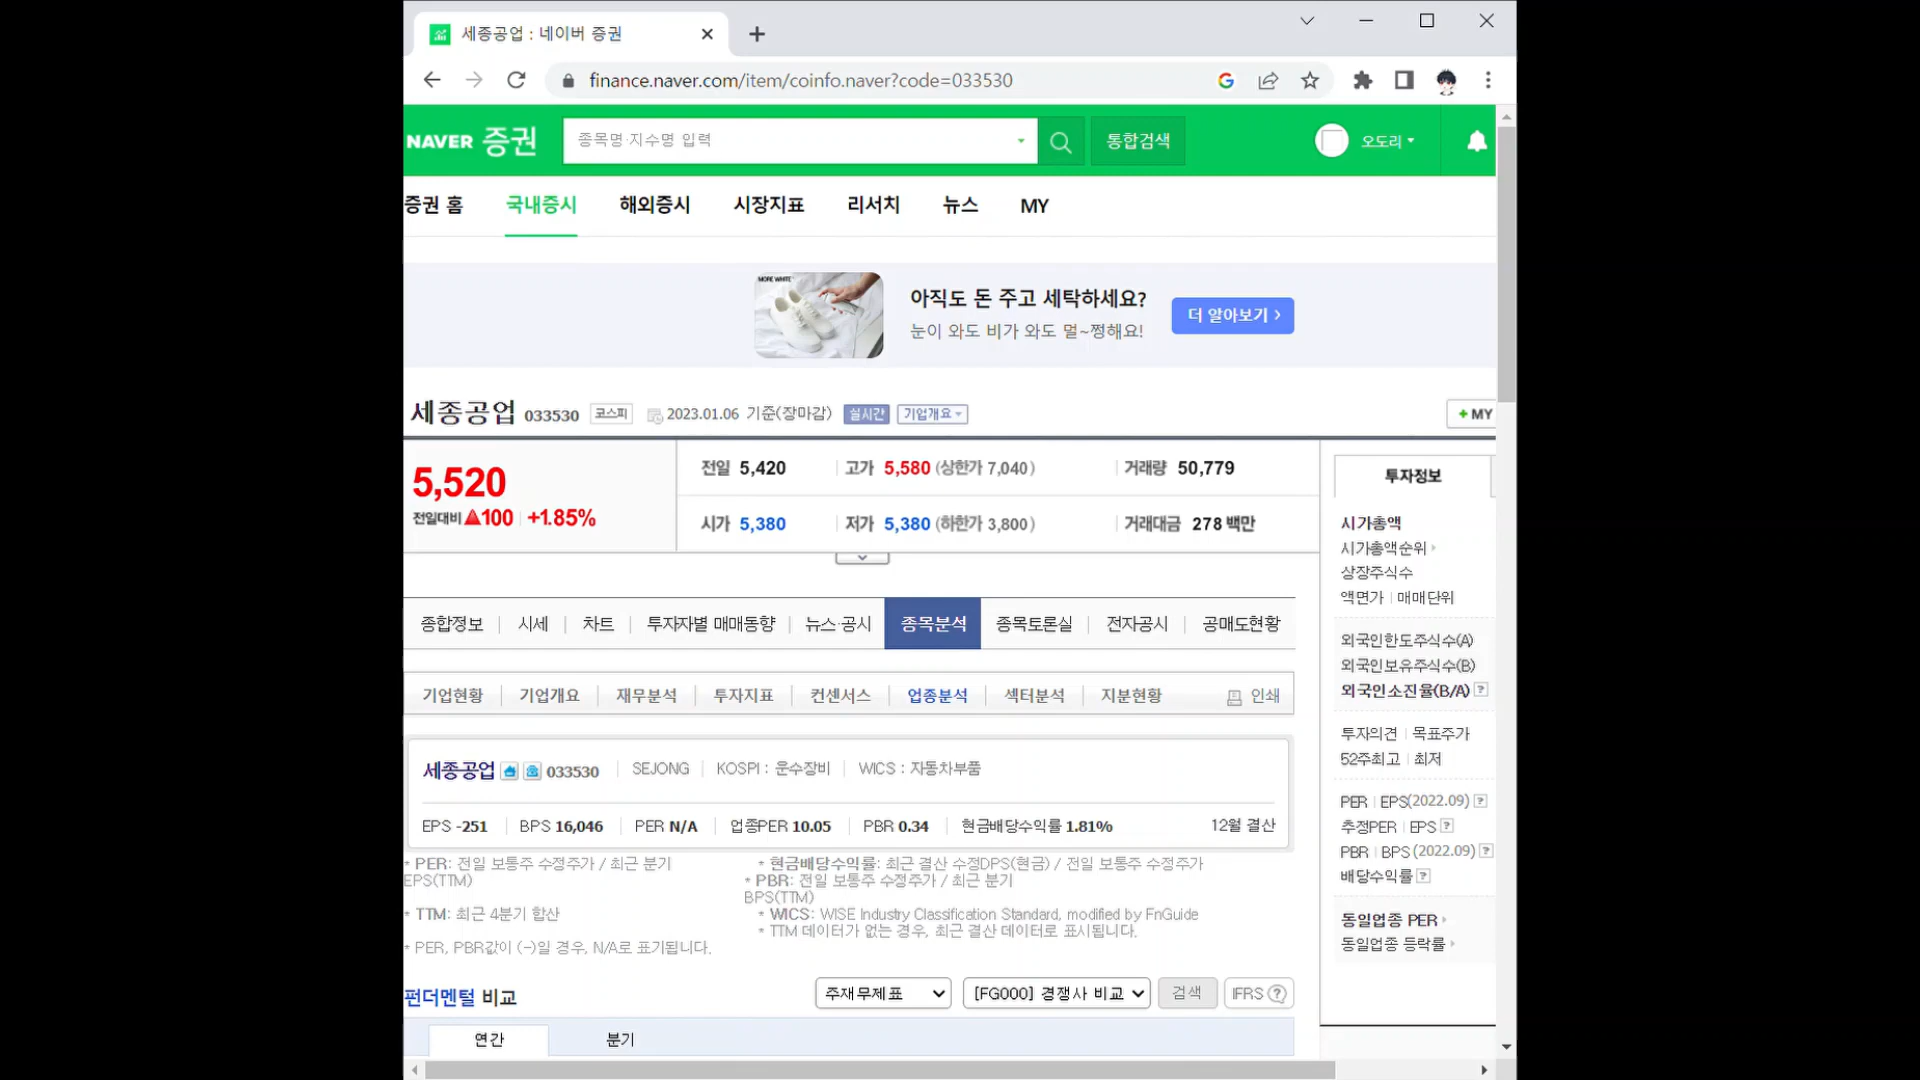 세종공업 : 네이버 증권
finance.naver.com/item/coinfo.naver?code=033530
NAVER 증권 종목명·지수명 입력 통합검색 오도리
증권 홈 국내증시 해외증시 시장지표 리서치 뉴스 MY
MORE WHITE
아직도 돈 주고 세탁하세요?
눈이 와도 비가 와도 멀~쩡해요!
더 알아보기 >
세종공업 033530 코스피 2023.01.06 기준(장마감) 실시간 기업개요 + MY
5,520
전일대비 ▲100 +1.85%
전일 5,420 고가 5,580 (상한가 7,040) 거래량 50,779
시가 5,380 저가 5,380 (하한가 3,800) 거래대금 278 백만
종합정보 시세 차트 투자자별 매매동향 뉴스·공시 종목분석 종목토론실 전자공시 공매도현황
기업현황 기업개요 재무분석 투자지표 컨센서스 업종분석 섹터분석 지분현황 인쇄
세종공업 033530 SEJONG KOSPI : 운수장비 WICS : 자동차부품
EPS -251 BPS 16,046 PER N/A 업종PER 10.05 PBR 0.34 현금배당수익률 1.81% 12월 결산
* PER: 전일 보통주 수정주가 / 최근 분기
EPS(TTM)
* TTM: 최근 4분기 합산
* PER, PBR값이 (-)일 경우, N/A로 표기됩니다.
* 현금배당수익률: 최근 결산 수정DPS(현금) / 전일 보통주 수정주가
* PBR: 전일 보통주 수정주가 / 최근 분기
BPS(TTM)
* WICS: WISE Industry Classification Standard, modified by FnGuide
* TTM 데이터가 없는 경우, 최근 결산 데이터로 표시됩니다.
펀더멘털 비교 주재무제표 [FG000] 경쟁사 비교 검색 IFRS ?
연간 분기
투자정보
시가총액
시가총액순위
상장주식수
액면가 매매단위
외국인한도주식수(A)
외국인보유주식수(B)
외국인소진율(B/A) ?
투자의견 목표주가
52주최고 최저
PER EPS(2022.09) ?
추정PER EPS ?
PBR BPS (2022.09) ?
배당수익률 ?
동일업종 PER
동일업종 등락률